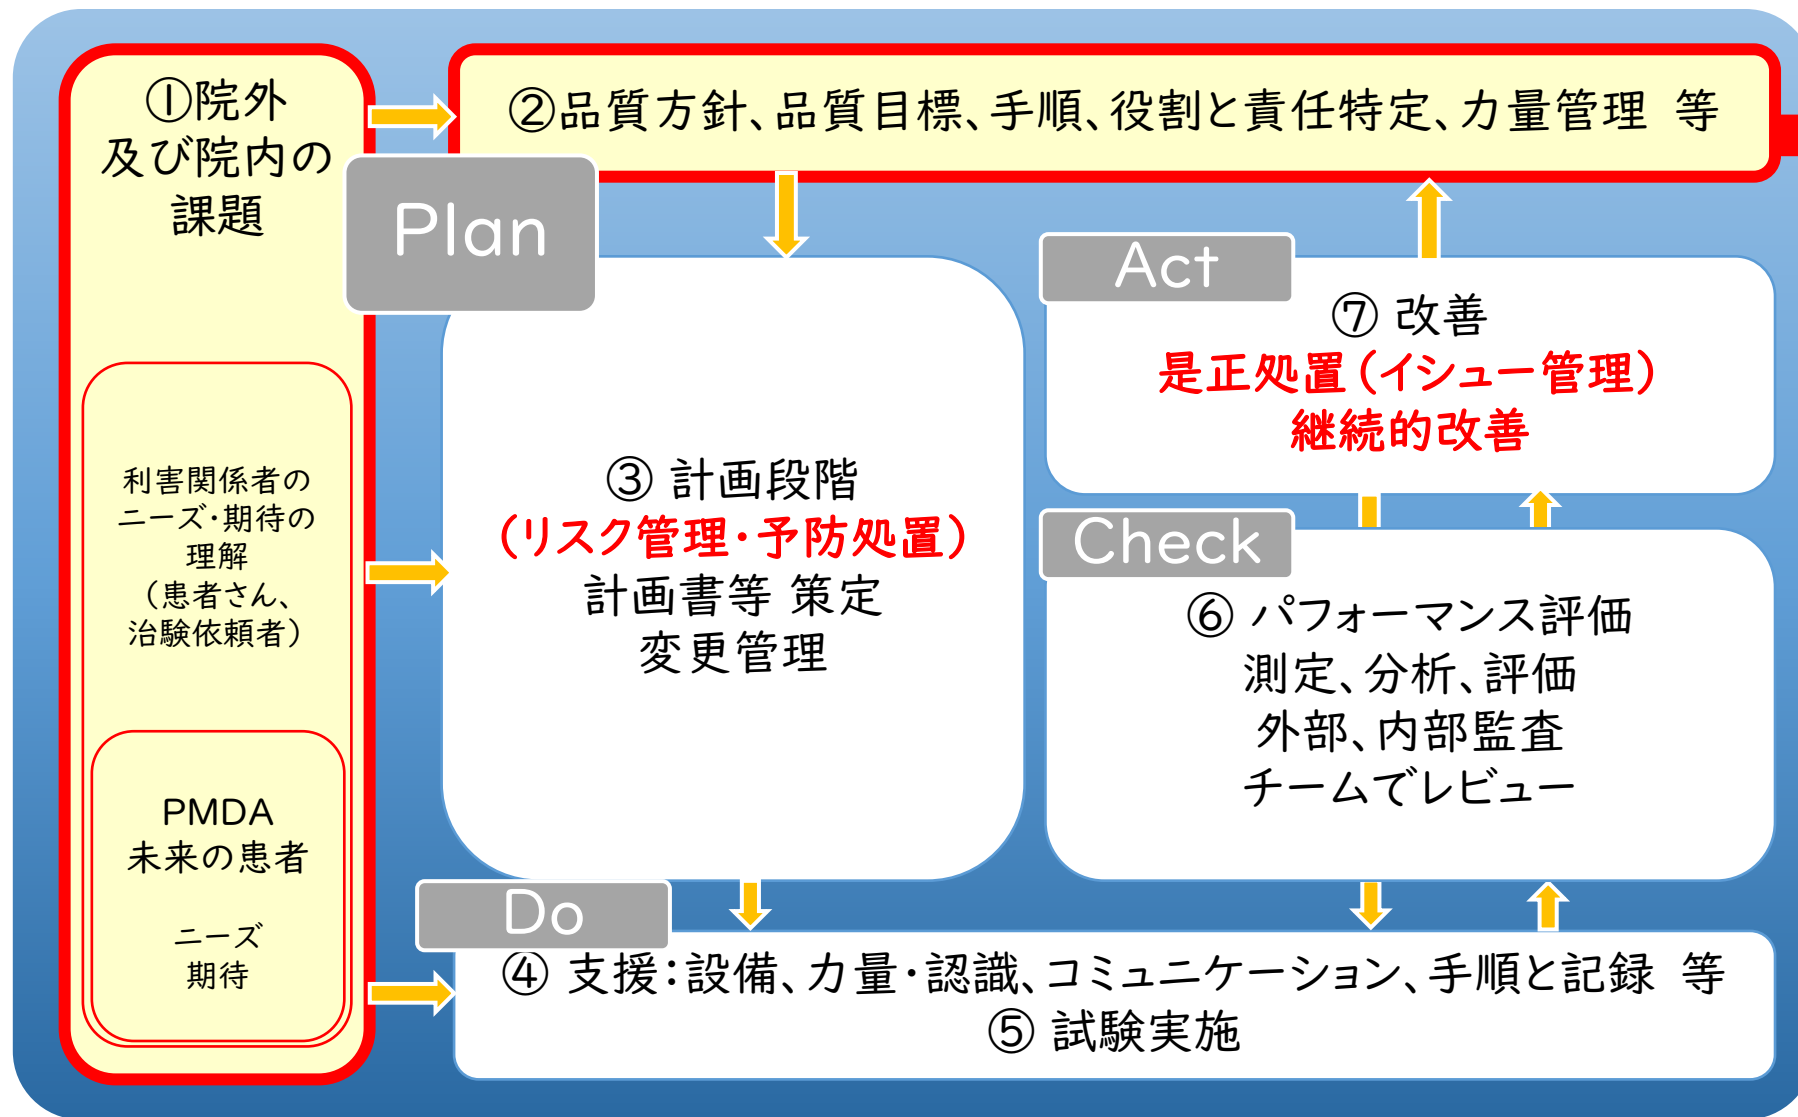 ①院外
及び院内の
課題
利害関係者の
ニーズ・期待の
理解
（患者さん、
治験依頼者）
PMDA
未来の患者
ニーズ
期待
②品質方針、品質目標、手順、役割と責任特定、力量管理 等
Plan
③ 計画段階
（リスク管理・予防処置）
計画書等 策定
変更管理
Do
④ 支援：設備、力量・認識、コミュニケーション、手順と記録 等
⑤ 試験実施
Check
⑥ パフォーマンス評価
測定、分析、評価
外部、内部監査
チームでレビュー
Act
⑦ 改善
是正処置（イシュー管理）
継続的改善